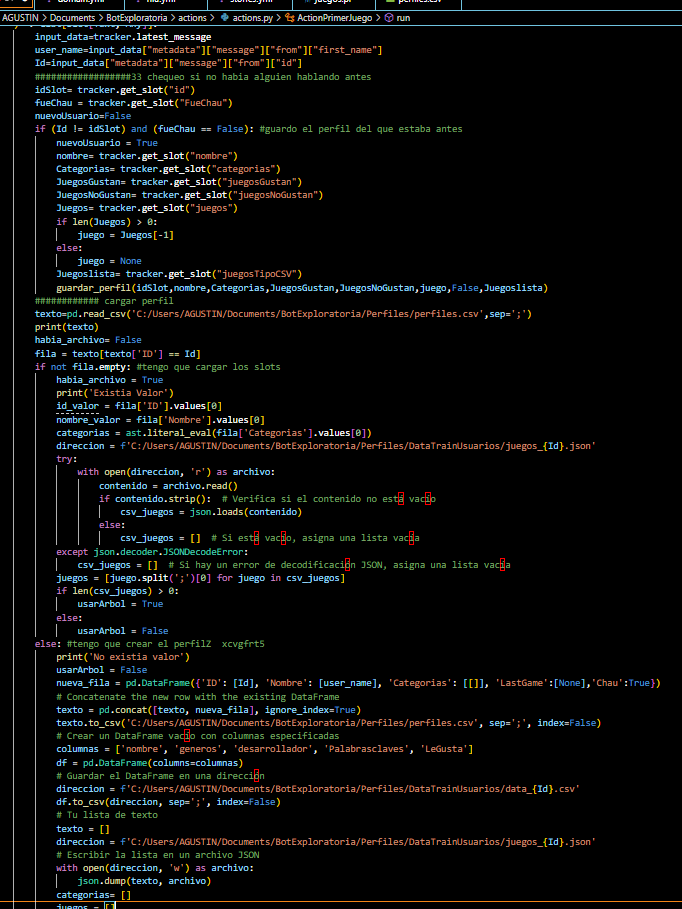 AGUSTIN > Documents > BotExploratoria > actions > actions.py > ActionPrimerJuego > run
input_data=tracker.latest_message
user_name=input_data["metadata"]["message"]["from"]["first_name"]
Id=input_data["metadata"]["message"]["from"]["id"]
##################33 chequeo si no habia alguien hablando antes
idSlot= tracker.get_slot("id")
fueChau = tracker.get_slot("FueChau")
nuevoUsuario=False
if (Id != idSlot) and (fueChau == False): #guardo el perfil del que estaba antes
nuevoUsuario = True
nombre= tracker.get_slot("nombre")
Categorias= tracker.get_slot("categorias")
JuegosGustan= tracker.get_slot("juegosGustan")
JuegosNoGustan= tracker.get_slot("juegosNoGustan")
Juegos= tracker.get_slot("juegos")
if len(Juegos) > 0:
juego = Juegos[-1]
else:
juego = None
Juegoslista= tracker.get_slot("juegosTipoCSV")
guardar_perfil(idSlot,nombre,Categorias,JuegosGustan,JuegosNoGustan,juego,False,Juegoslista)
############ cargar perfil
texto=pd.read_csv('C:/Users/AGUSTIN/Documents/BotExploratoria/Perfiles/perfiles.csv',sep=';')
print(texto)
habia_archivo= False
fila = texto[texto['ID'] == Id]
if not fila.empty: #tengo que cargar los slots
habia_archivo = True
print('Existia Valor')
id_valor = fila['ID'].values[0]
nombre_valor = fila['Nombre'].values[0]
categorias = ast.literal_eval(fila['Categorias'].values[0])
direccion = f'C:/Users/AGUSTIN/Documents/BotExploratoria/Perfiles/DataTrainUsuarios/juegos_{Id}.json'
try:
with open(direccion, 'r') as archivo:
contenido = archivo.read()
if contenido.strip():  # Verifica si el contenido no está vacío
csv_juegos = json.loads(contenido)
else:
csv_juegos = []  # Si está vacío, asigna una lista vacía
except json.decoder.JSONDecodeError:
csv_juegos = []  # Si hay un error de decodificación JSON, asigna una lista vacía
juegos = [juego.split(';')[0] for juego in csv_juegos]
if len(csv_juegos) > 0:
usarArbol = True
else:
usarArbol = False
else: #tengo que crear el perfilZ  xcvgfrt5
print('No existia valor')
usarArbol = False
nueva_fila = pd.DataFrame({'ID': [Id], 'Nombre': [user_name], 'Categorias': [[]], 'LastGame':[None],'Chau':True})
# Concatenate the new row with the existing DataFrame
texto = pd.concat([texto, nueva_fila], ignore_index=True)
texto.to_csv('C:/Users/AGUSTIN/Documents/BotExploratoria/Perfiles/perfiles.csv', sep=';', index=False)
# Crear un DataFrame vacío con columnas especificadas
columnas = ['nombre', 'generos', 'desarrollador', 'Palabrasclaves', 'LeGusta']
df = pd.DataFrame(columns=columnas)
# Guardar el DataFrame en una dirección
direccion = f'C:/Users/AGUSTIN/Documents/BotExploratoria/Perfiles/DataTrainUsuarios/data_{Id}.csv'
df.to_csv(direccion, sep=';', index=False)
# Tu lista de texto
texto = []
direccion = f'C:/Users/AGUSTIN/Documents/BotExploratoria/Perfiles/DataTrainUsuarios/juegos_{Id}.json'
# Escribir la lista en un archivo JSON
with open(direccion, 'w') as archivo:
json.dump(texto, archivo)
categorias= []
juegos = []